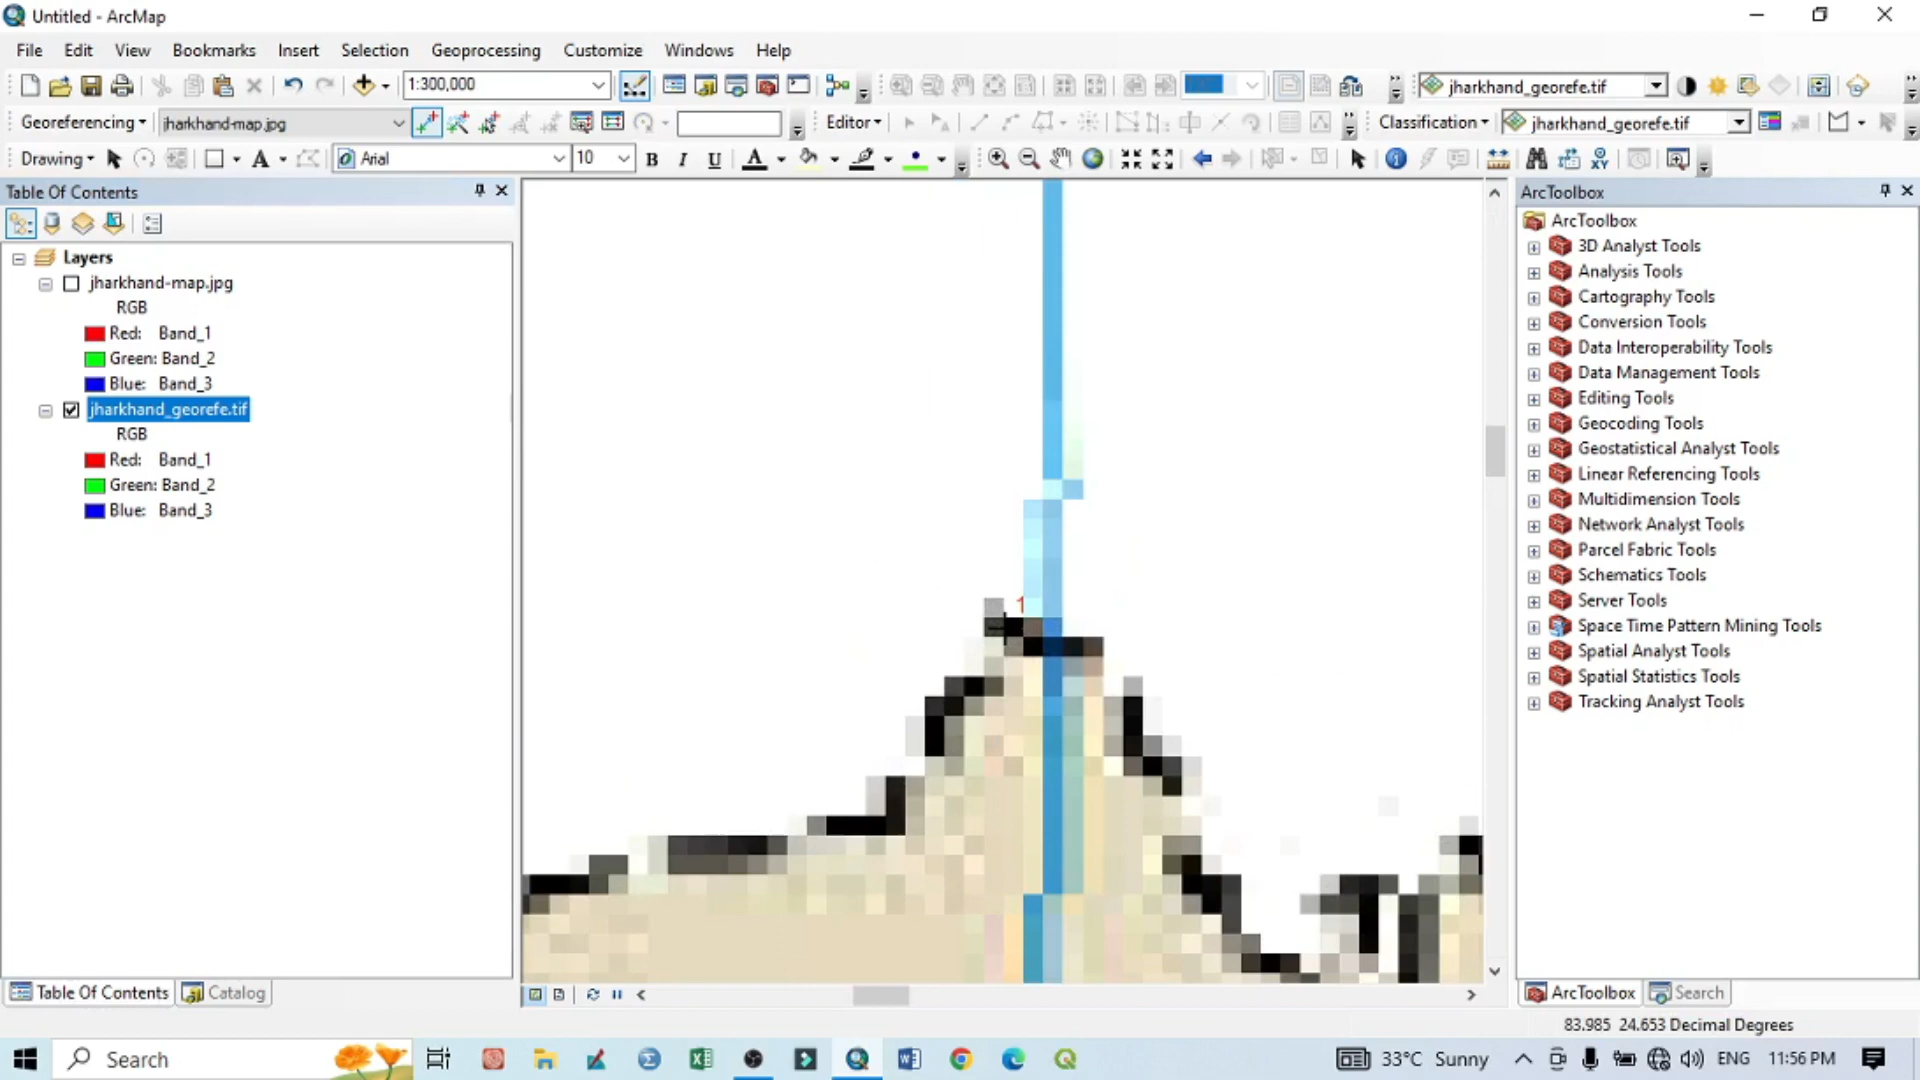 Untitled - ArcMap
File Edit View Bookmarks Insert Selection Geoprocessing Customize Windows Help
1:300,000 jharkhand_georefe.tif
Georeferencing jharkhand-map.jpg Editor Classification jharkhand_georefe.tif
Drawing A Arial 10 B I U A
Table Of Contents
Layers
jharkhand-map.jpg
RGB
Red: Band_1
Green: Band_2
Blue: Band_3
jharkhand_georefe.tif
RGB
Red: Band_1
Green: Band_2
Blue: Band_3
Table Of Contents Catalog
1
ArcToolbox
ArcToolbox
3D Analyst Tools
Analysis Tools
Cartography Tools
Conversion Tools
Data Interoperability Tools
Data Management Tools
Editing Tools
Geocoding Tools
Geostatistical Analyst Tools
Linear Referencing Tools
Multidimension Tools
Network Analyst Tools
Parcel Fabric Tools
Schematics Tools
Server Tools
Space Time Pattern Mining Tools
Spatial Analyst Tools
Spatial Statistics Tools
Tracking Analyst Tools
ArcToolbox Search
83.985 24.653 Decimal Degrees
Search 33°C Sunny ENG 11:56 PM